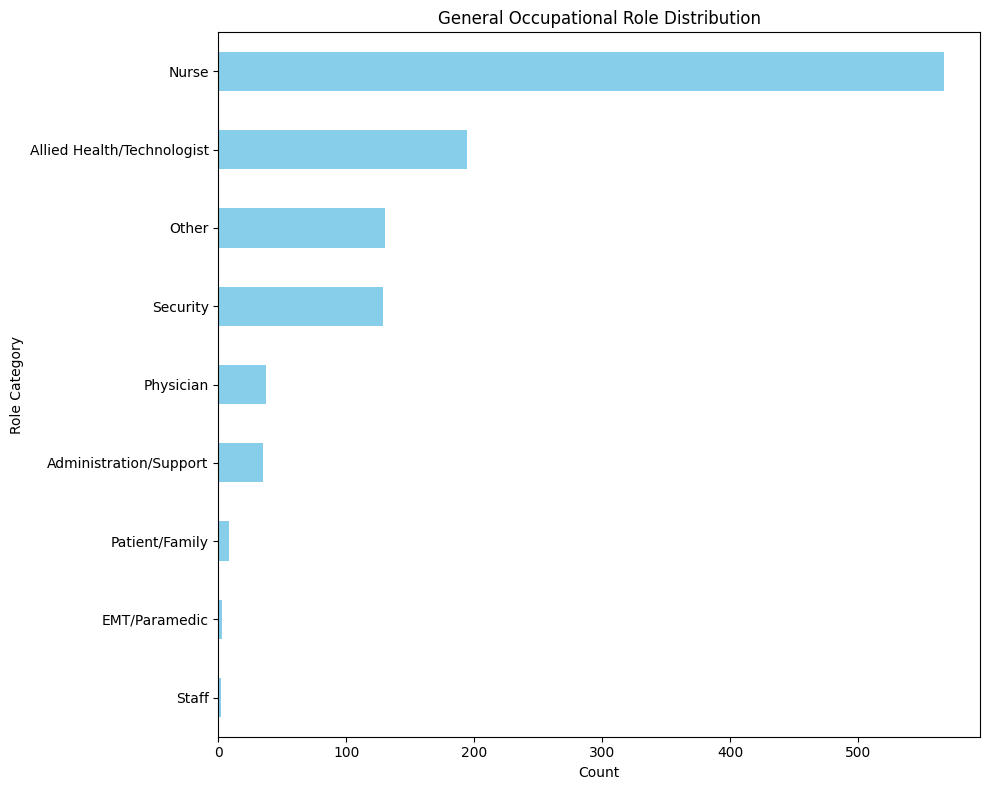 General Occupational Role Distribution
Role Category
Nurse
Allied Health/Technologist
Other
Security
Physician
Administration/Support
Patient/Family
EMT/Paramedic
Staff
0 100 200 300 400 500
Count